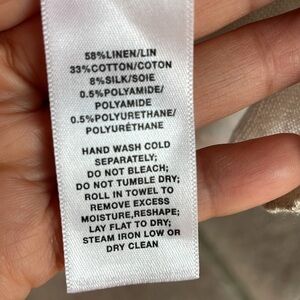 58%LINEN/LIN
33%COTTON/COTON
8%SILK/SOIE
0.5%POLYAMIDE/
POLYAMIDE
0.5%POLYURETHANE/
POLYURÉTHANE
HAND WASH COLD
SEPARATELY;
DO NOT BLEACH;
DO NOT TUMBLE DRY;
ROLL IN TOWEL TO
REMOVE EXCESS
MOISTURE,RESHAPE;
LAY FLAT TO DRY;
STEAM IRON LOW OR
DRY CLEAN